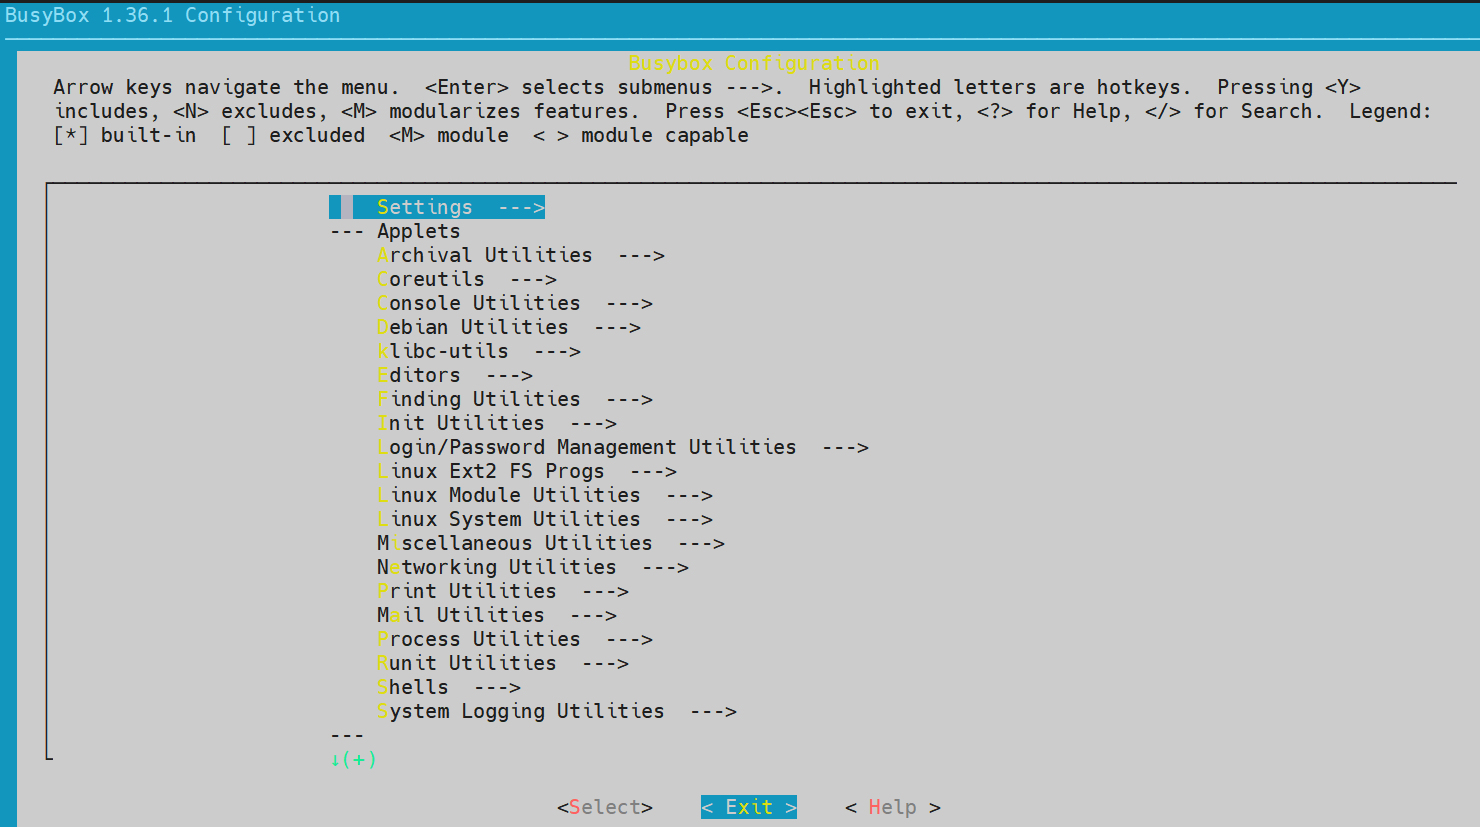 BusyBox 1.36.1 Configuration
Busybox Configuration
Arrow keys navigate the menu.  <Enter> selects submenus --->.  Highlighted letters are hotkeys.  Pressing <Y>
includes, <N> excludes, <M> modularizes features.  Press <Esc><Esc> to exit, <?> for Help, </> for Search.  Legend:
[*] built-in  [ ] excluded  <M> module  < > module capable
Settings  --->
--- Applets
Archival Utilities  --->
Coreutils  --->
Console Utilities  --->
Debian Utilities  --->
klibc-utils  --->
Editors  --->
Finding Utilities  --->
Init Utilities  --->
Login/Password Management Utilities  --->
Linux Ext2 FS Progs  --->
Linux Module Utilities  --->
Linux System Utilities  --->
Miscellaneous Utilities  --->
Networking Utilities  --->
Print Utilities  --->
Mail Utilities  --->
Process Utilities  --->
Runit Utilities  --->
Shells  --->
System Logging Utilities  --->
---
↓(+)
<Select>    < Exit >    < Help >